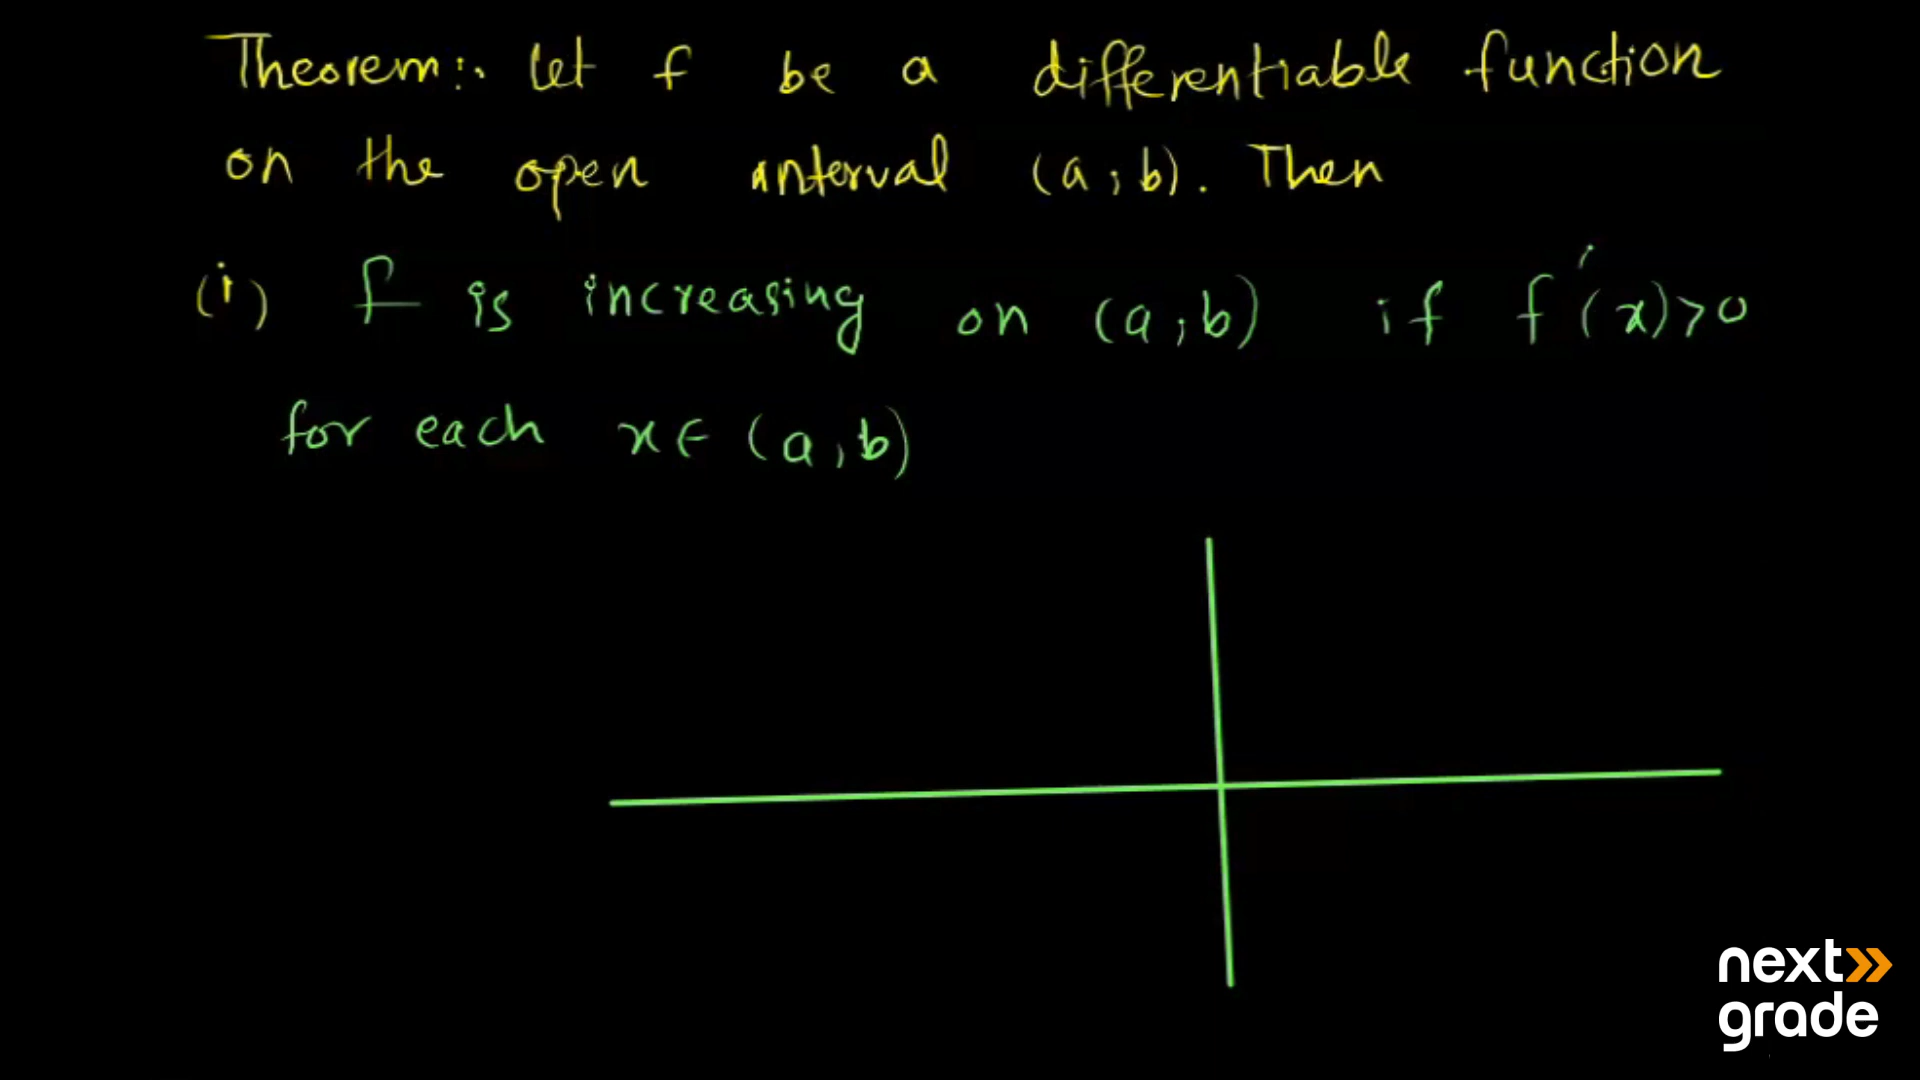 Theorem:. let f be a differentiable function
on the open interval (a,b). Then
(i) f is increasing on (a,b) if f'(x)>0
for each x∈ (a,b)
next
grade